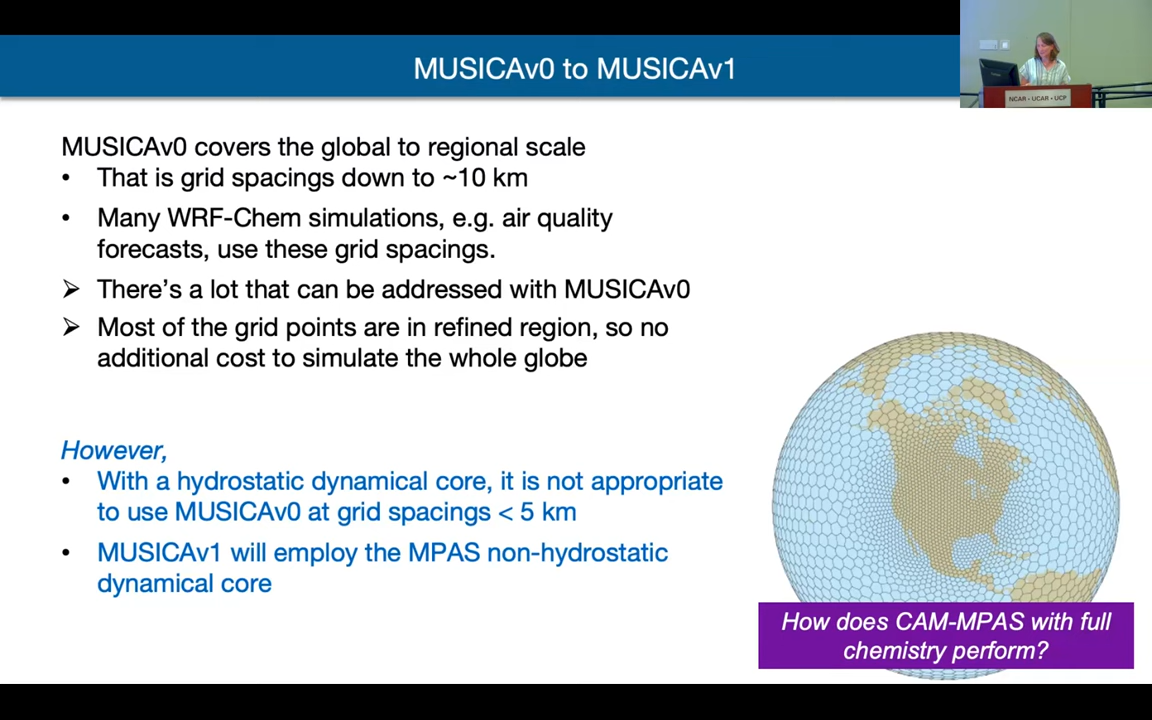 MUSICAv0 to MUSICAv1
NCAR • UCAR • UCP
MUSICAv0 covers the global to regional scale
• That is grid spacings down to ~10 km
• Many WRF-Chem simulations, e.g. air quality
forecasts, use these grid spacings.
➢ There's a lot that can be addressed with MUSICAv0
➢ Most of the grid points are in refined region, so no
additional cost to simulate the whole globe
However,
• With a hydrostatic dynamical core, it is not appropriate
to use MUSICAv0 at grid spacings < 5 km
• MUSICAv1 will employ the MPAS non-hydrostatic
dynamical core
How does CAM-MPAS with full
chemistry perform?